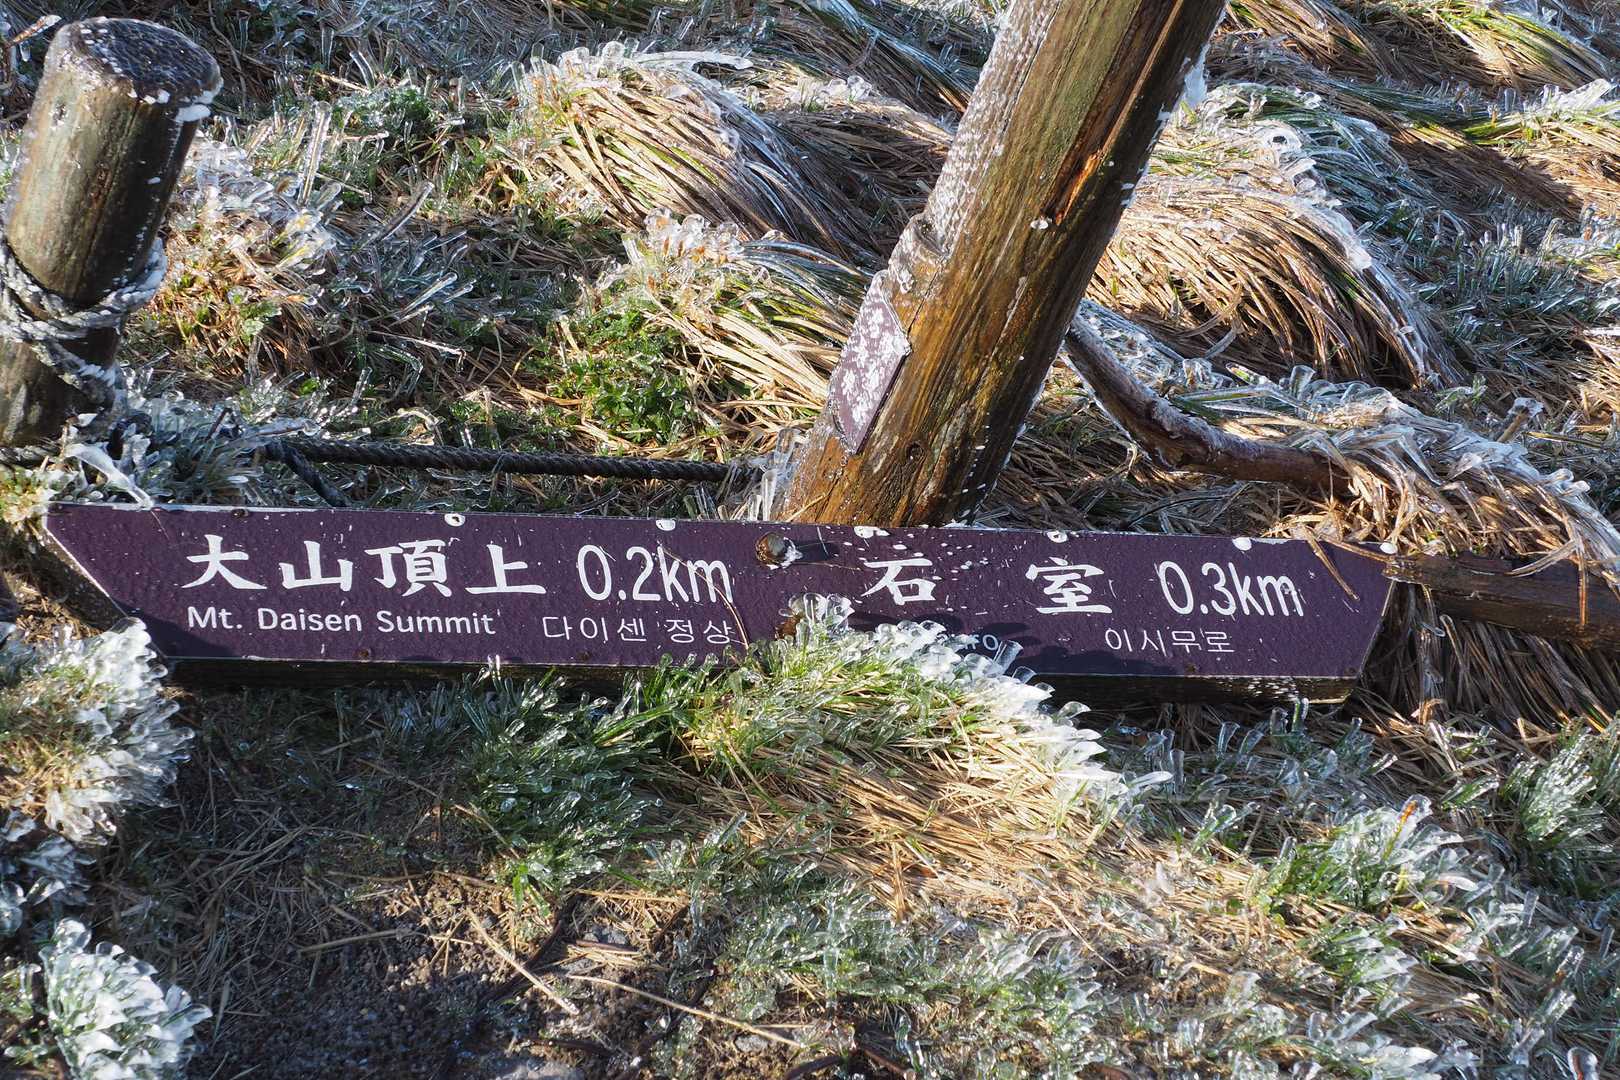 大山頂上 0.2km
Mt. Daisen Summit 다이센 정상
石室 0.3km
이시무로